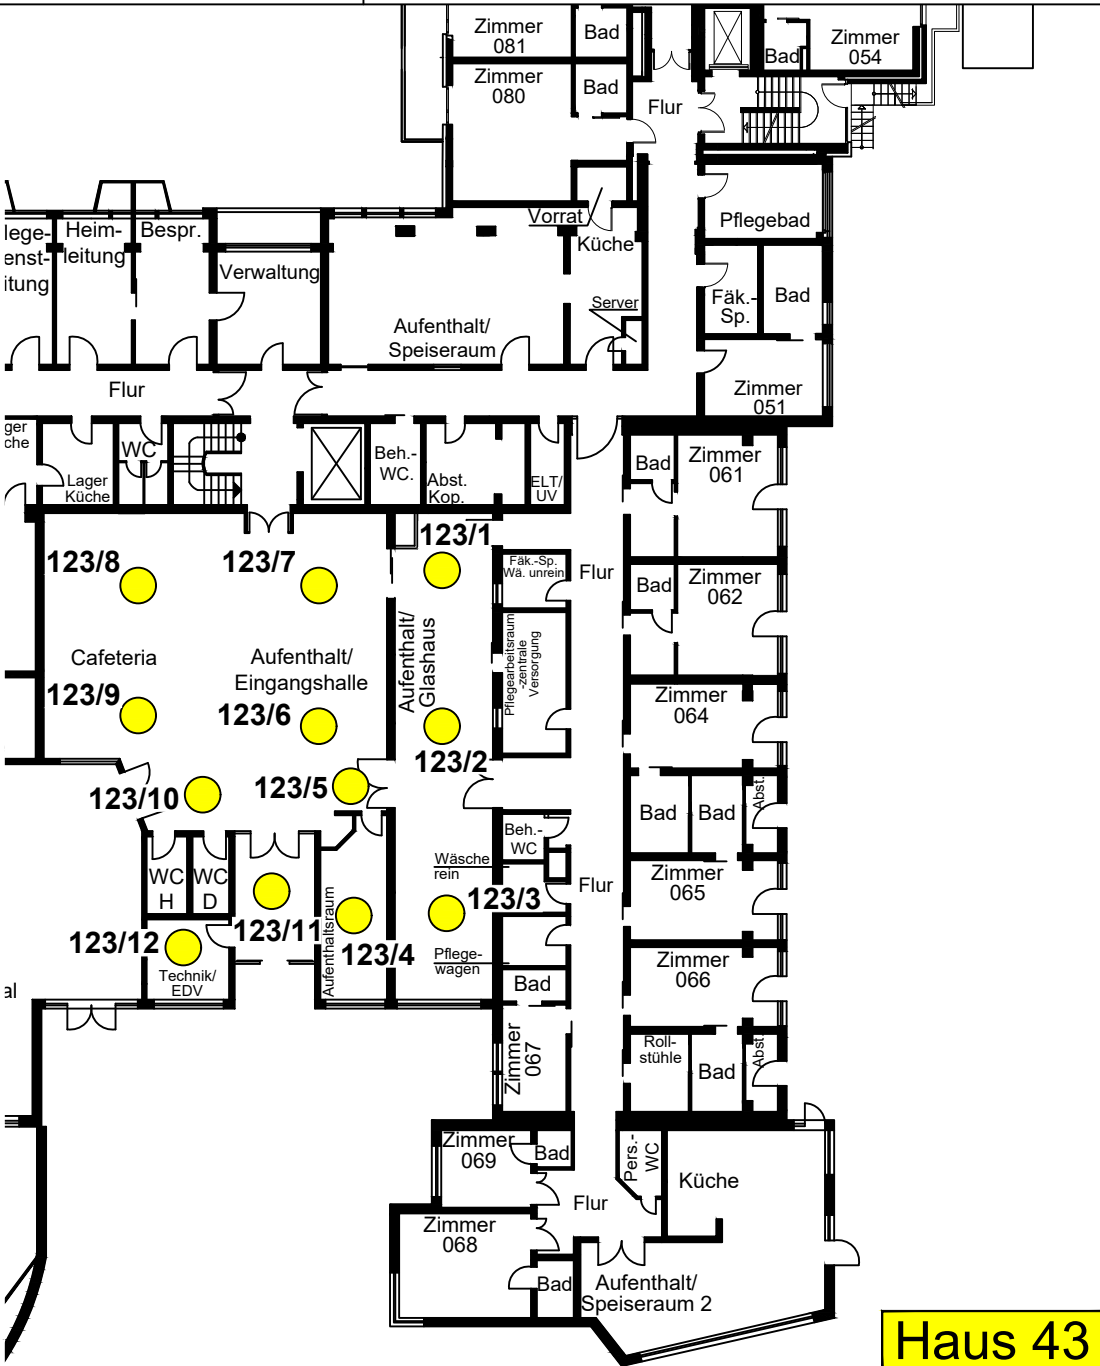 Zimmer
081
Bad
Bad
Zimmer
054
Zimmer
080
Bad
Flur
Vorrat
Küche
Pflegebad
lege-
enst-
itung
Heim-
leitung
Bespr.
Verwaltung
Aufenthalt/
Speiseraum
Server
Fäk.-
Sp.
Bad
Flur
Zimmer
051
ger
che
Lager
Küche
WC
Beh.-
WC.
Abst.
Kop.
ELT/
UV
Bad
Zimmer
061
123/8
123/7
123/1
Fäk.-Sp.
Wä. unrein
Flur
Bad
Zimmer
062
Cafeteria
Aufenthalt/
Eingangshalle
Aufenthalt/
Glashaus
Pflegearbeitsraum
-zentrale
Versorgung
123/9
123/6
123/2
Zimmer
064
123/10
123/5
Bad
Bad
Abst.
Beh.-
WC
WC
H
WC
D
Wäsche
rein
Flur
Zimmer
065
123/11
123/3
Aufenthaltsraum
123/12
123/4
Technik/
EDV
Pflege-
wagen
Zimmer
066
al
Bad
Zimmer
067
Roll-
stühle
Bad
Abst.
Zimmer
069
Bad
Pers.-
WC
Küche
Flur
Zimmer
068
Bad
Aufenthalt/
Speiseraum 2
Haus 43